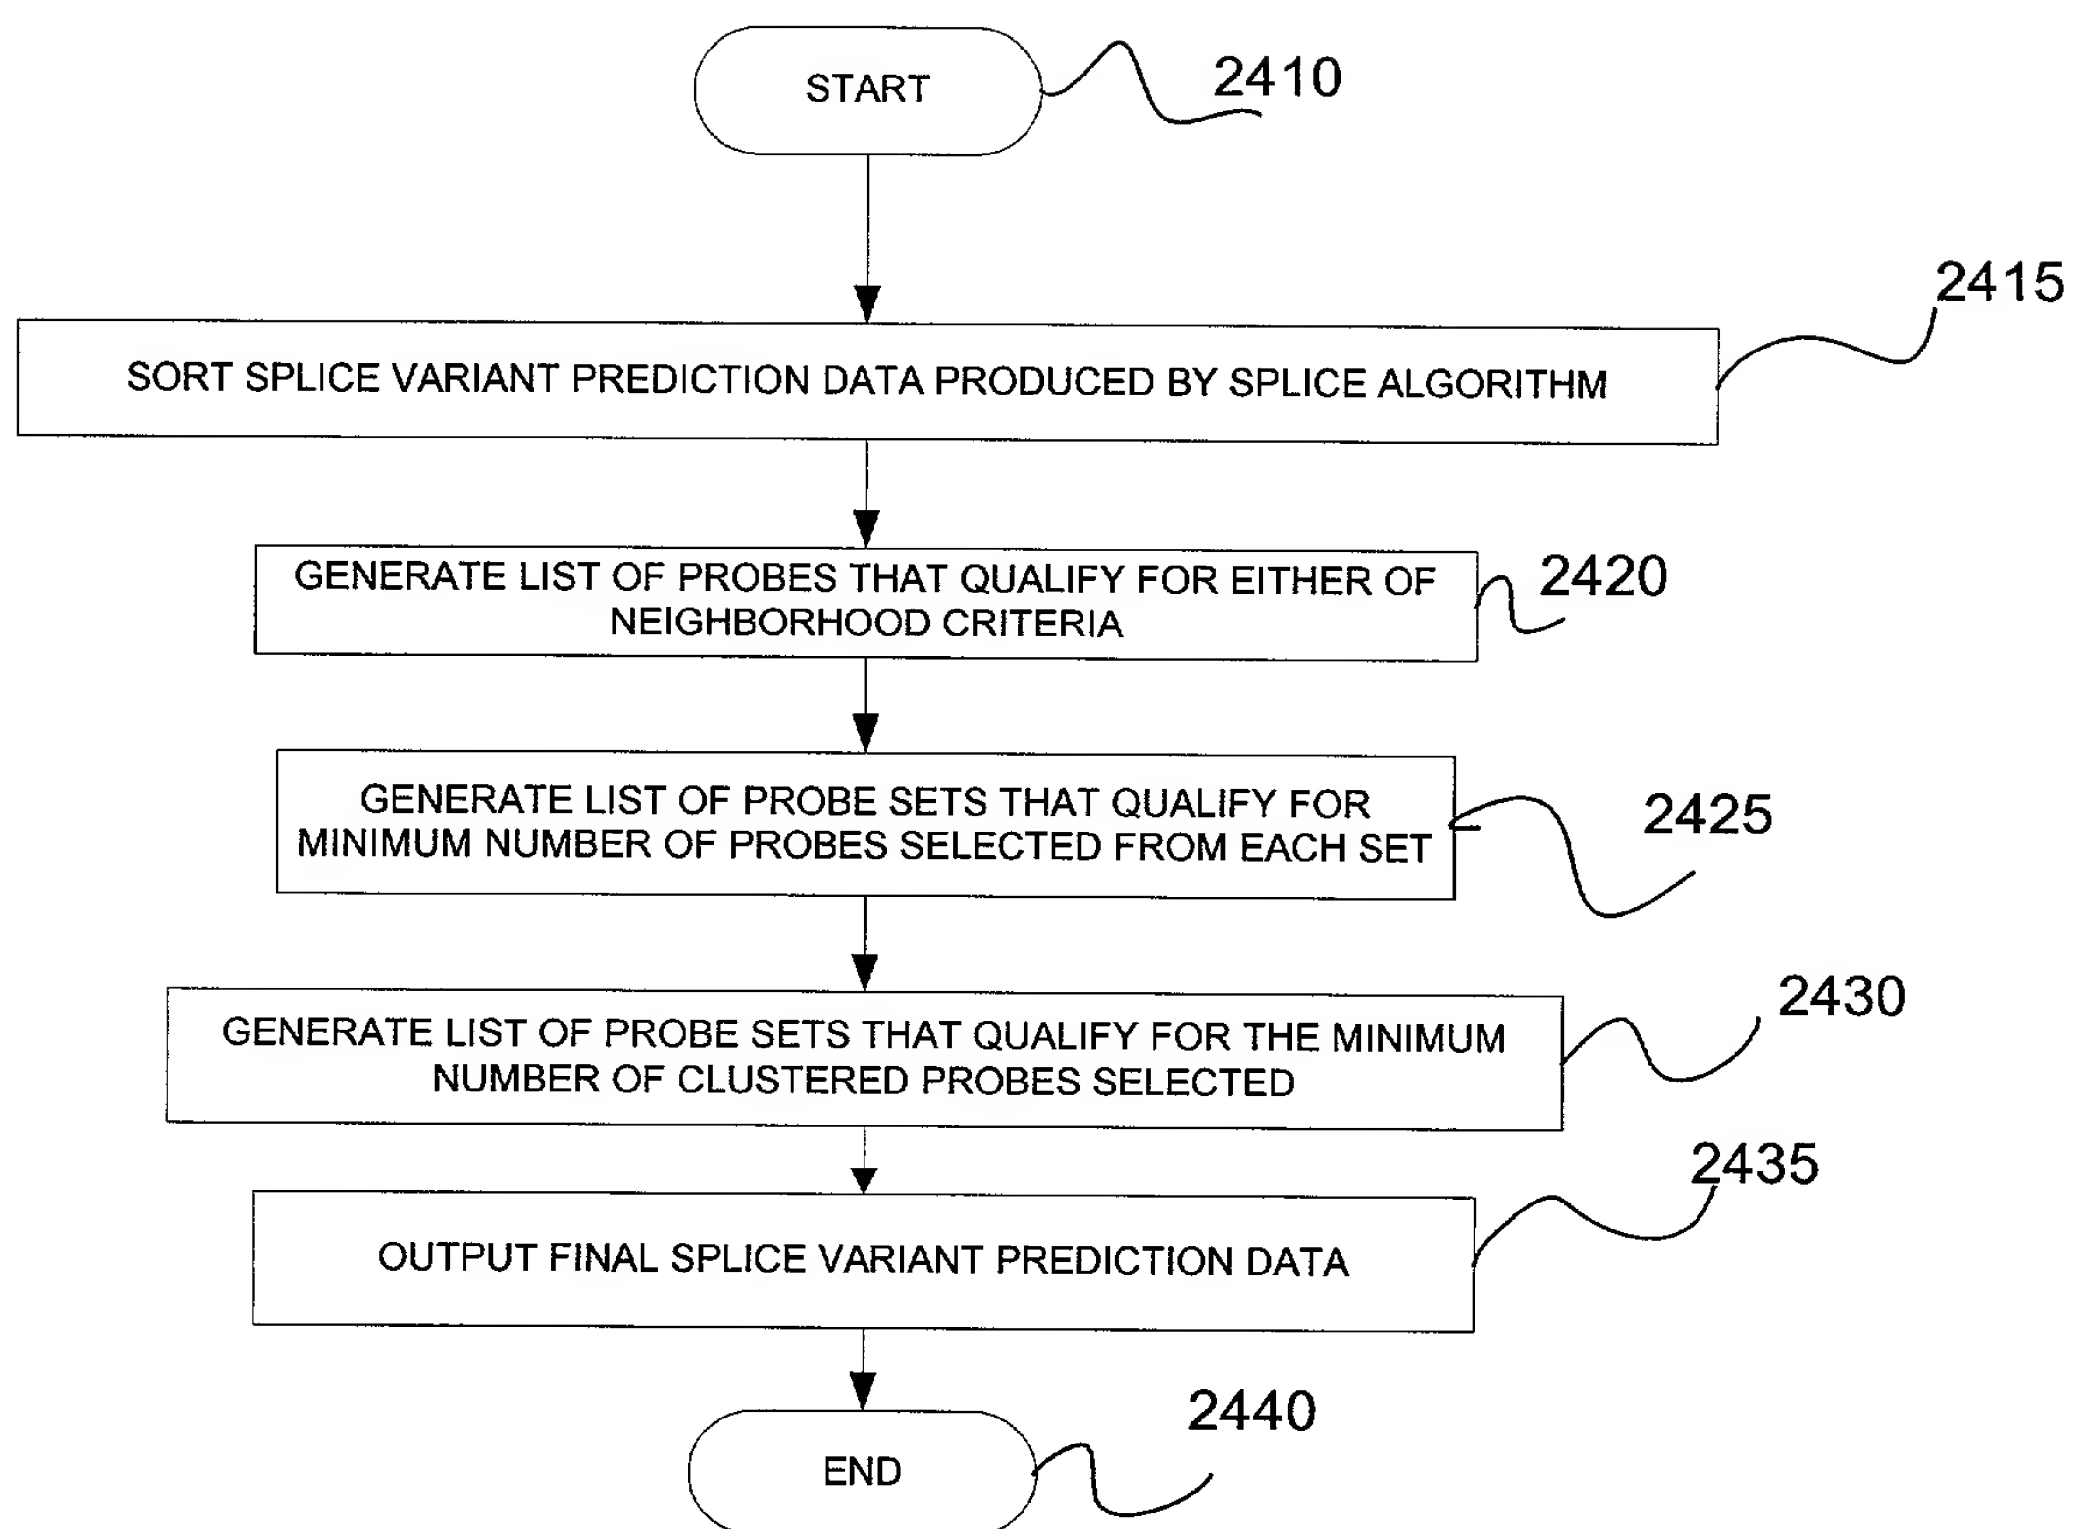 START
2410
2415
SORT SPLICE VARIANT PREDICTION DATA PRODUCED BY SPLICE ALGORITHM
2420
GENERATE LIST OF PROBES THAT QUALIFY FOR EITHER OF
NEIGHBORHOOD CRITERIA
GENERATE LIST OF PROBE SETS THAT QUALIFY FOR
MINIMUM NUMBER OF PROBES SELECTED FROM EACH SET
2425
2430
GENERATE LIST OF PROBE SETS THAT QUALIFY FOR THE MINIMUM
NUMBER OF CLUSTERED PROBES SELECTED
2435
OUTPUT FINAL SPLICE VARIANT PREDICTION DATA
2440
END